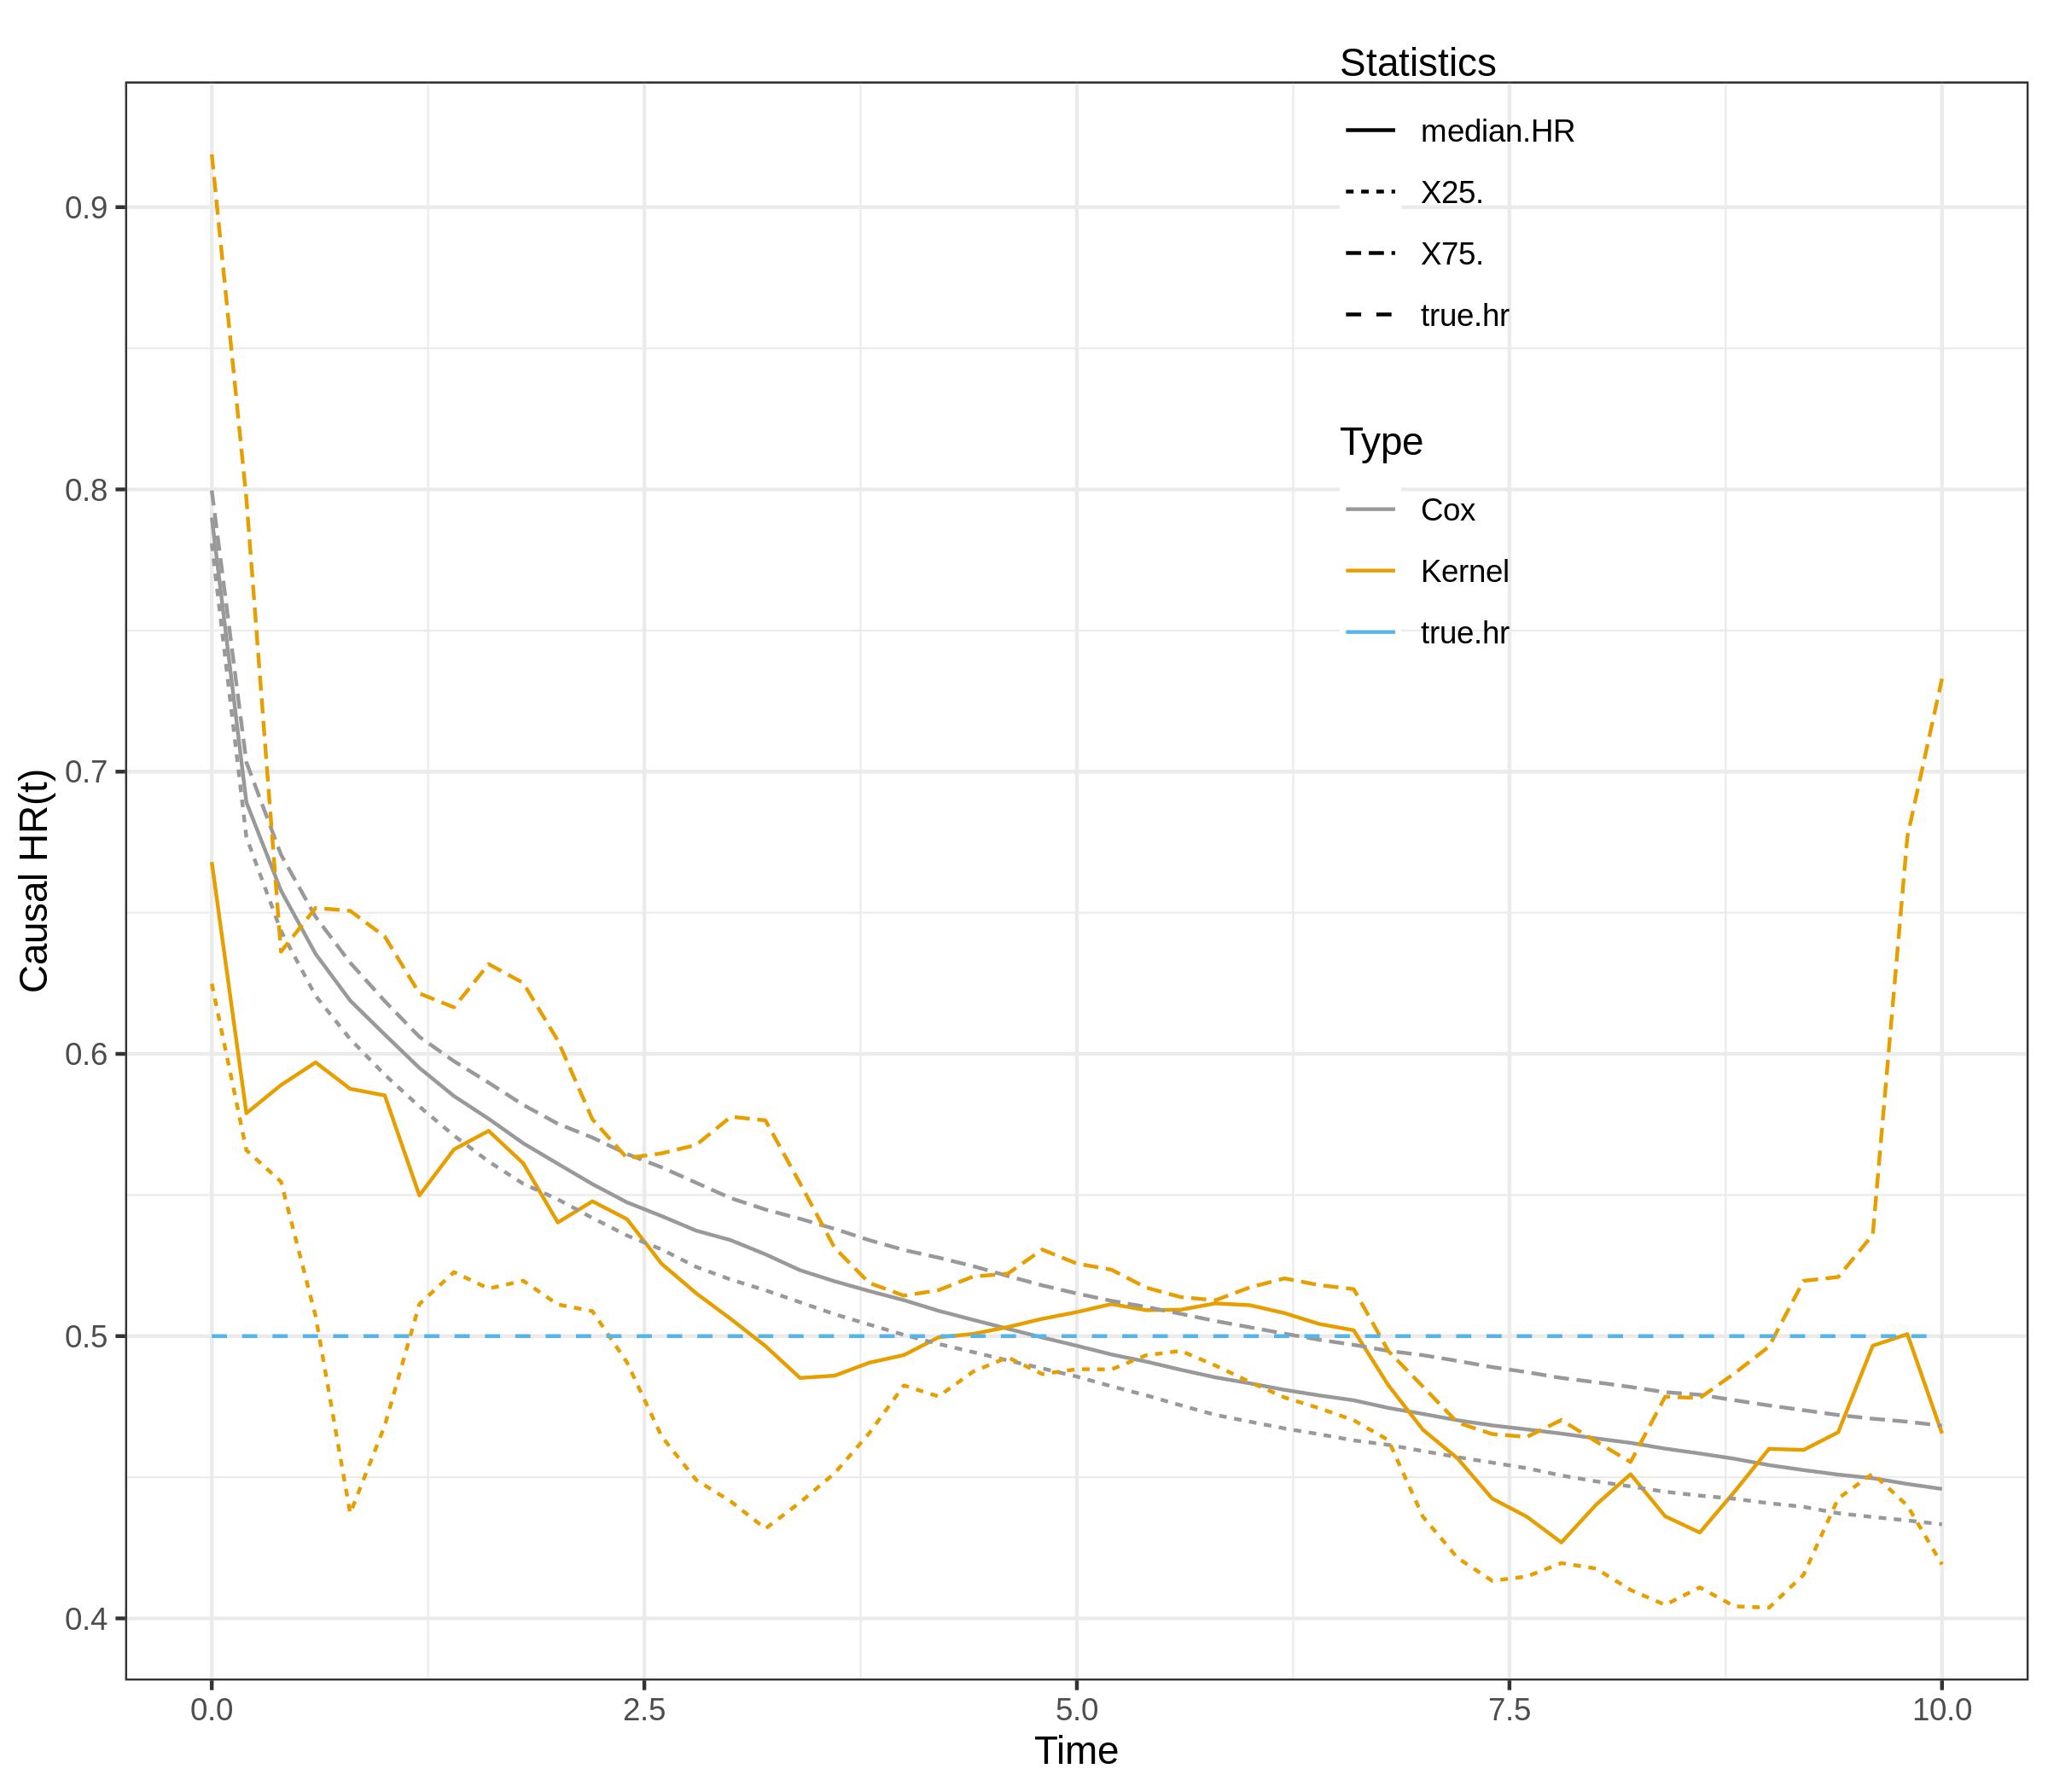 Statistics
median.HR
X25.
X75.
true.hr
Type
Cox
Kernel
true.hr
Causal HR(t)
0.9
0.8
0.7
0.6
0.5
0.4
0.0 2.5 5.0 7.5 10.0
Time